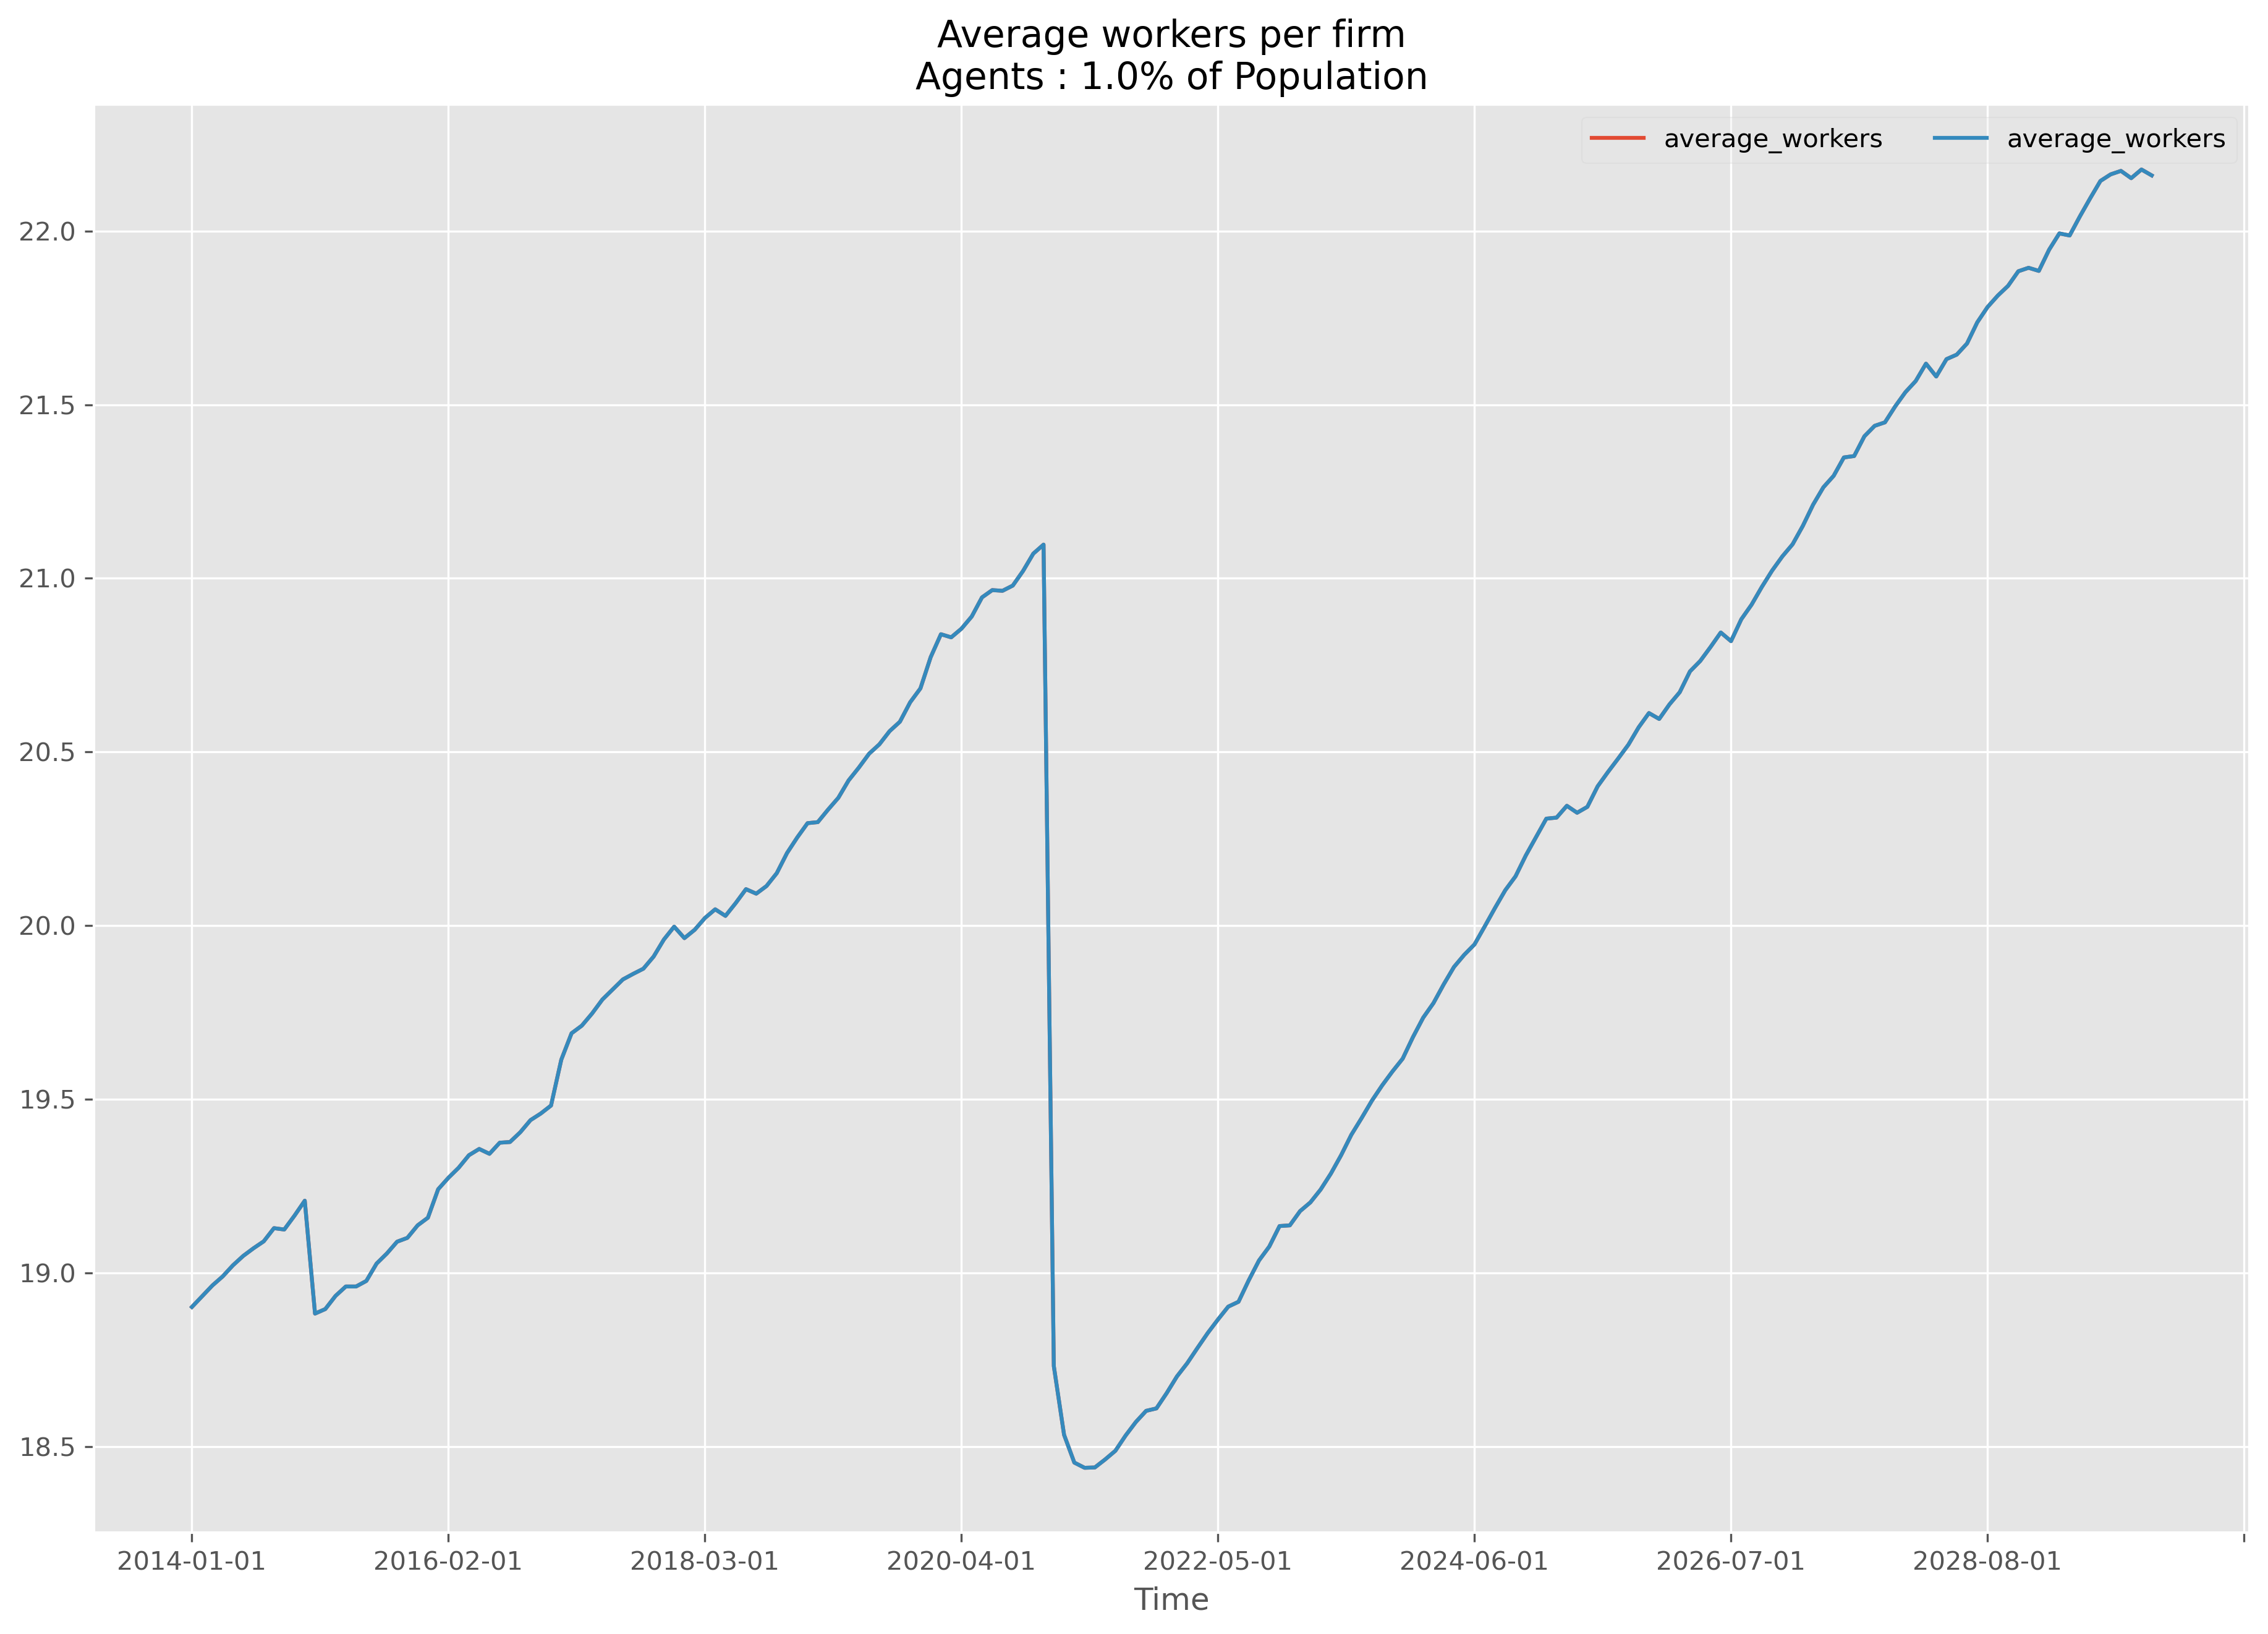 Average workers per firm
Agents : 1.0% of Population
average_workers average_workers
22.0
21.5
21.0
20.5
20.0
19.5
19.0
18.5
2014-01-01 2016-02-01 2018-03-01 2020-04-01 2022-05-01 2024-06-01 2026-07-01 2028-08-01
Time